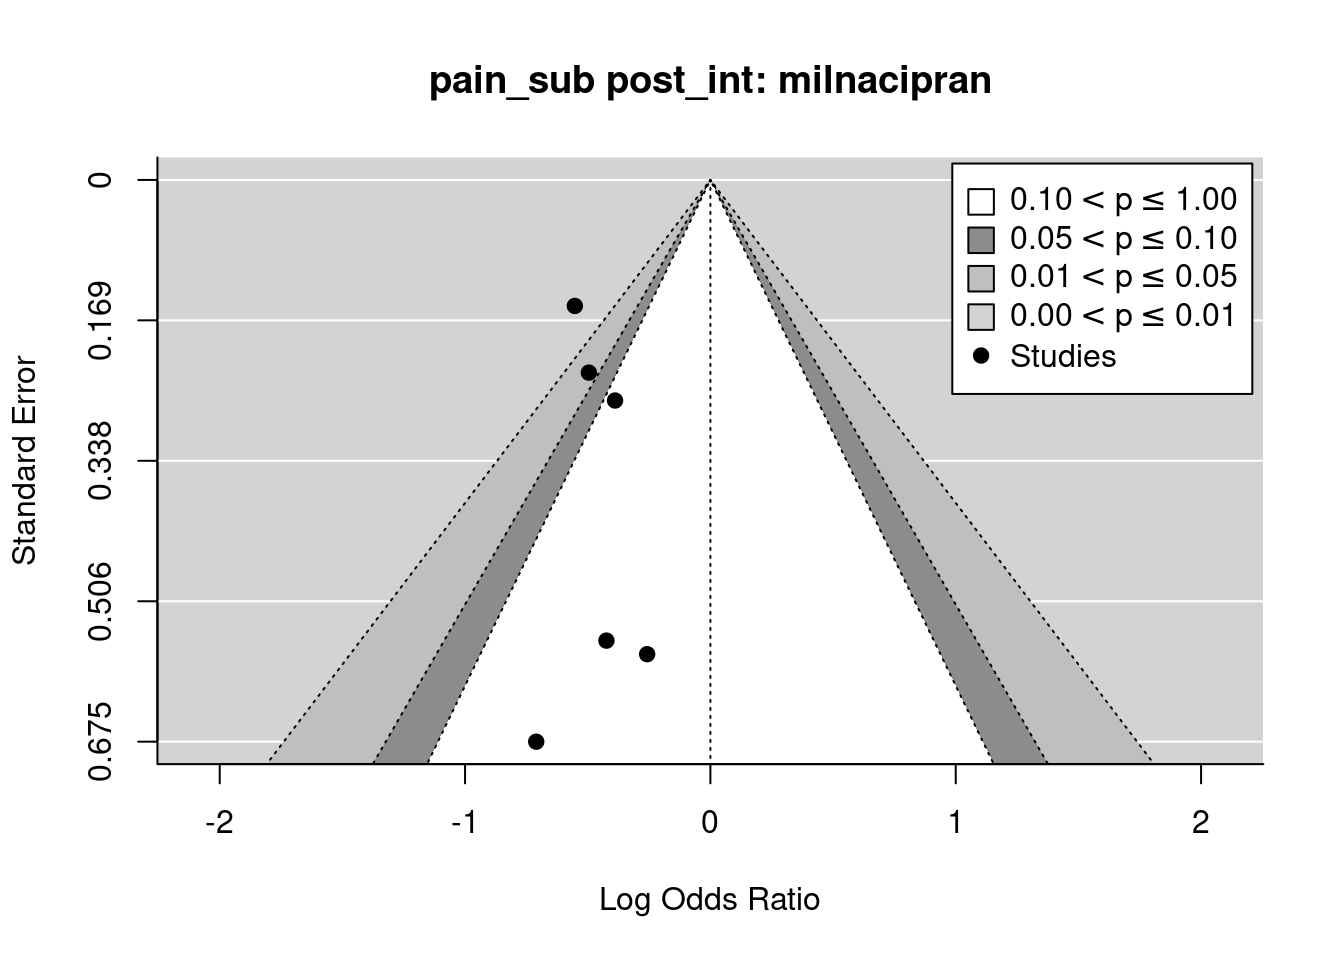 pain_sub post_int: milnacipran
0.10 < p ≤ 1.00
0.05 < p ≤ 0.10
0.01 < p ≤ 0.05
0.00 < p ≤ 0.01
Studies
Standard Error
0
0.169
0.338
0.506
0.675
-2
-1
0
1
2
Log Odds Ratio